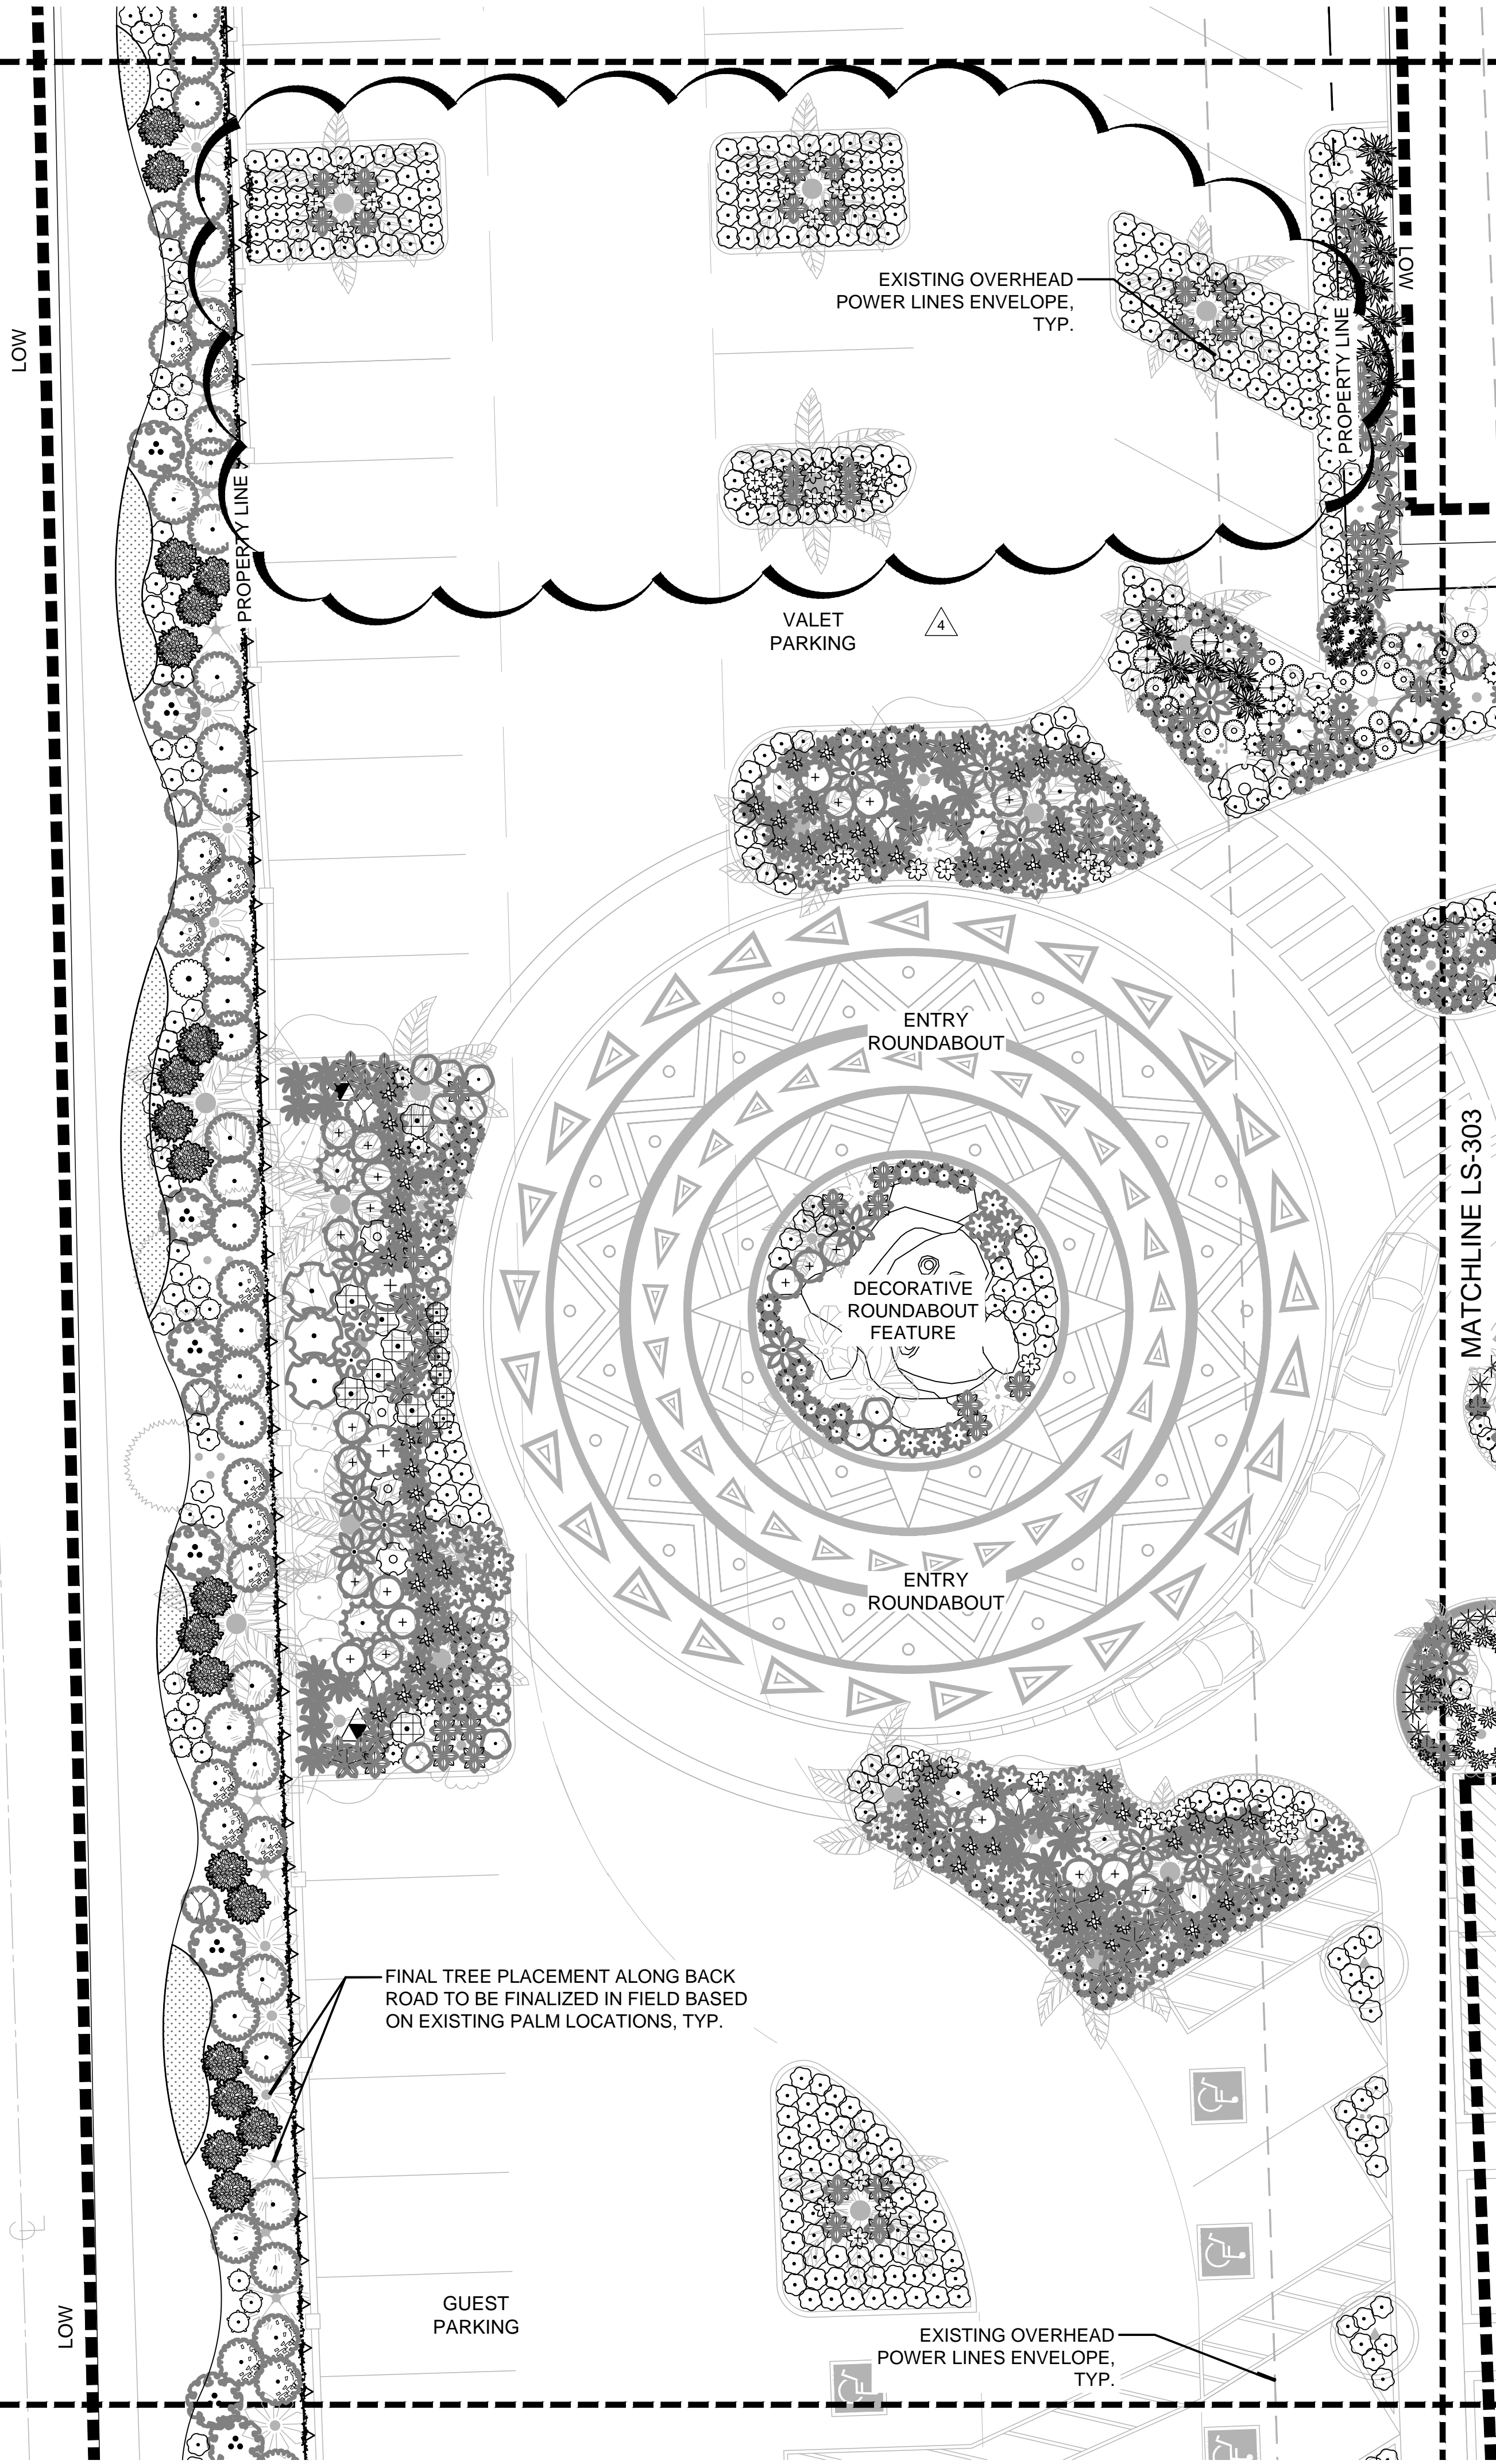 LOW
LOW
EXISTING OVERHEAD
POWER LINES ENVELOPE,
TYP.
PROPERTY LINE
PROPERTY LINE
VALET
PARKING
4
ENTRY
ROUNDABOUT
MATCHLINE LS-303
DECORATIVE
ROUNDABOUT
FEATURE
ENTRY
ROUNDABOUT
FINAL TREE PLACEMENT ALONG BACK
ROAD TO BE FINALIZED IN FIELD BASED
ON EXISTING PALM LOCATIONS, TYP.
GUEST
PARKING
LOW
EXISTING OVERHEAD
POWER LINES ENVELOPE,
TYP.